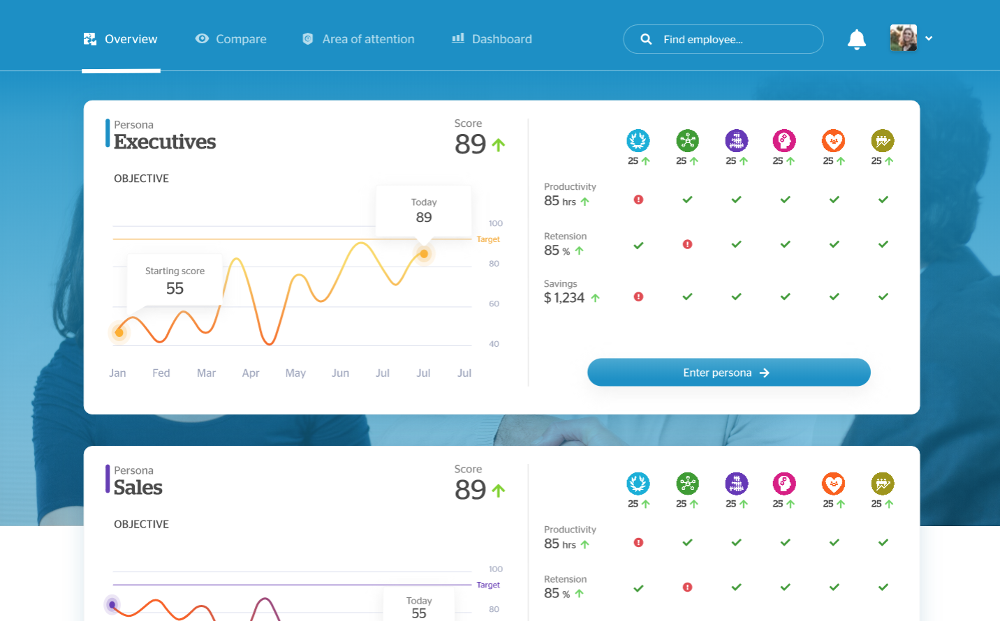 Overview
Compare
Area of attention
Dashboard
Find employee...
Persona
Executives
Score
89
OBJECTIVE
Today
89
Starting score
55
100
Target
80
60
40
Jan Fed Mar Apr May Jun Jul Jul Jul
25 25 25 25 25 25
Productivity
85 hrs
Retension
85 %
Savings
$ 1,234
Enter persona
Persona
Sales
Score
89
OBJECTIVE
100
Target
80
Today
55
25 25 25 25 25 25
Productivity
85 hrs
Retension
85 %